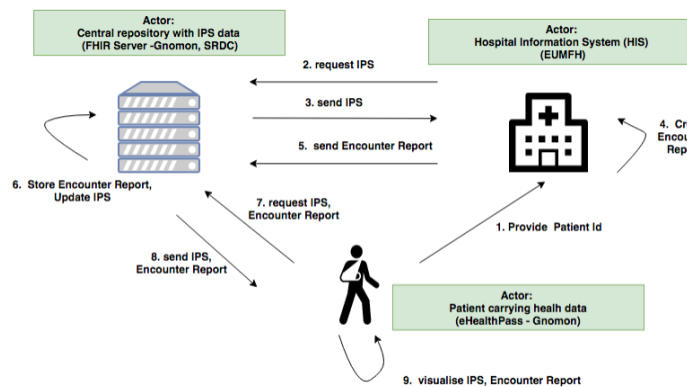 Actor:
Central repository with IPS data
(FHIR Server -Gnomon, SRDC)
Actor:
Hospital Information System (HIS)
(EUMFH)
2. request IPS
3. send IPS
4. 
5. send Encounter Report
6. Store Encounter Report,
Update IPS
7. request IPS,
Encounter Report
1. Provide Patient Id
8. send IPS,
Encounter Report
Actor:
Patient carrying healh data
(eHealthPass - Gnomon)
9. visualise IPS, Encounter Report